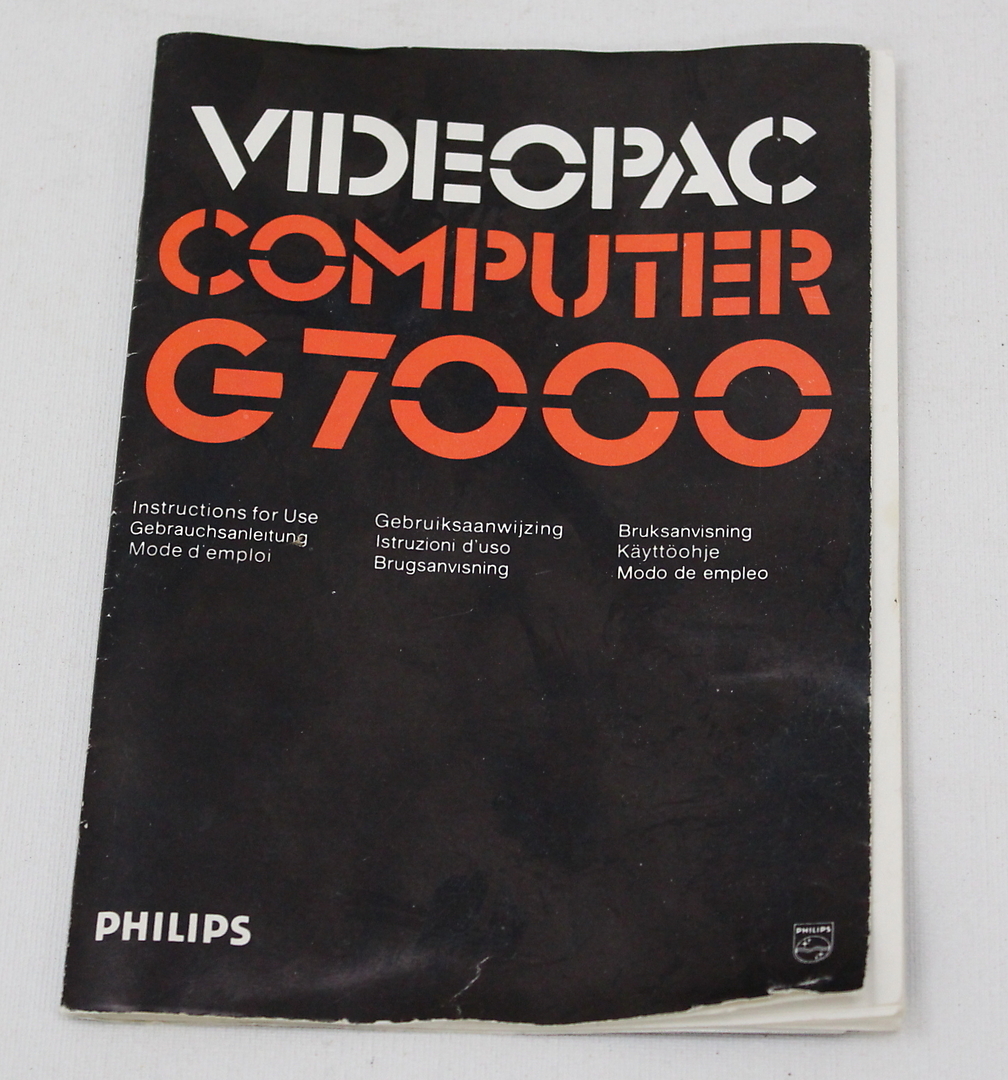 VIDEOPAC
COMPUTER
G7000
Instructions for Use
Gebrauchsanleitung
Mode d'emploi
Gebruiksaanwijzing
Istruzioni d'uso
Brugsanvisning
Bruksanvisning
Käyttöohje
Modo de empleo
PHILIPS
PHILIPS